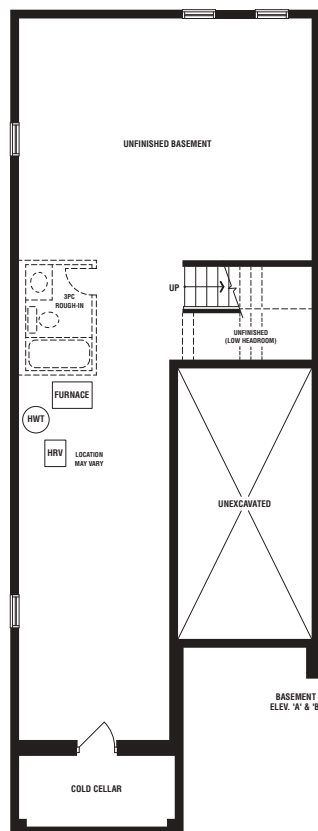 UNFINISHED BASEMENT
3PC
ROUGH-IN
UP
UNFINISHED
(LOW HEADROOM)
FURNACE
HWT
HRV
LOCATION
MAY VARY
UNEXCAVATED
BASEMENT
ELEV. 'A' & 'B
COLD CELLAR